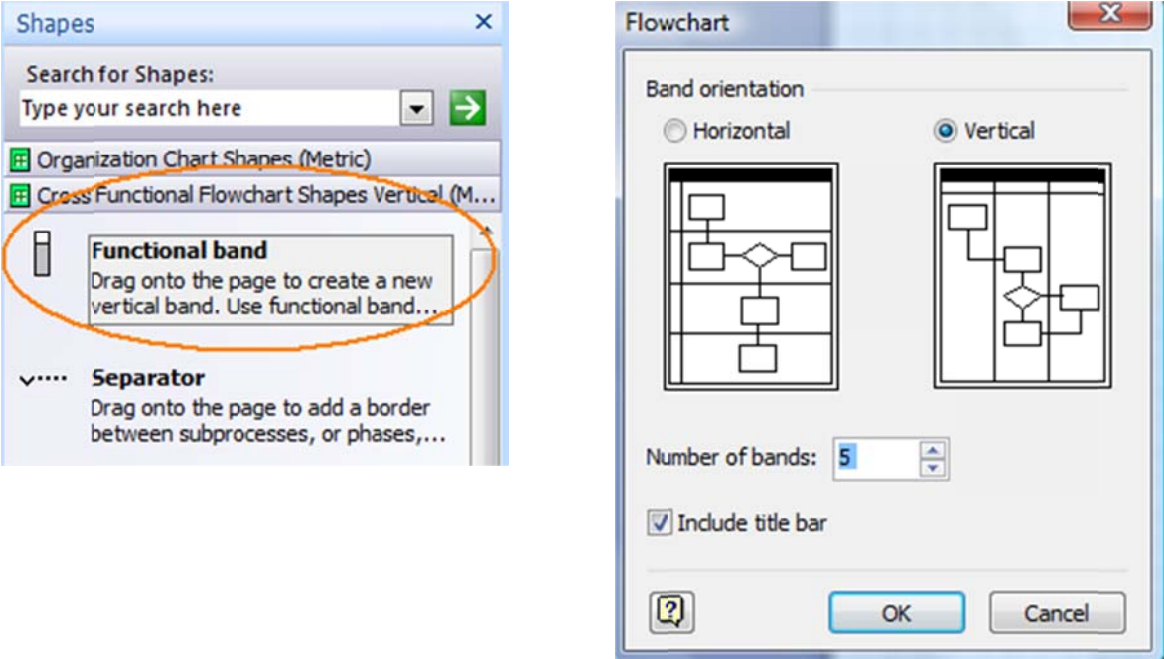 Shapes
Search for Shapes:
Type your search here
Organization Chart Shapes (Metric)
Cross Functional Flowchart Shapes Vertical (M...
Functional band
Drag onto the page to create a new
vertical band. Use functional band...
Separator
Drag onto the page to add a border
between subprocesses, or phases,...
Flowchart
Band orientation
Horizontal
Vertical
Number of bands: 5
Include title bar
OK
Cancel